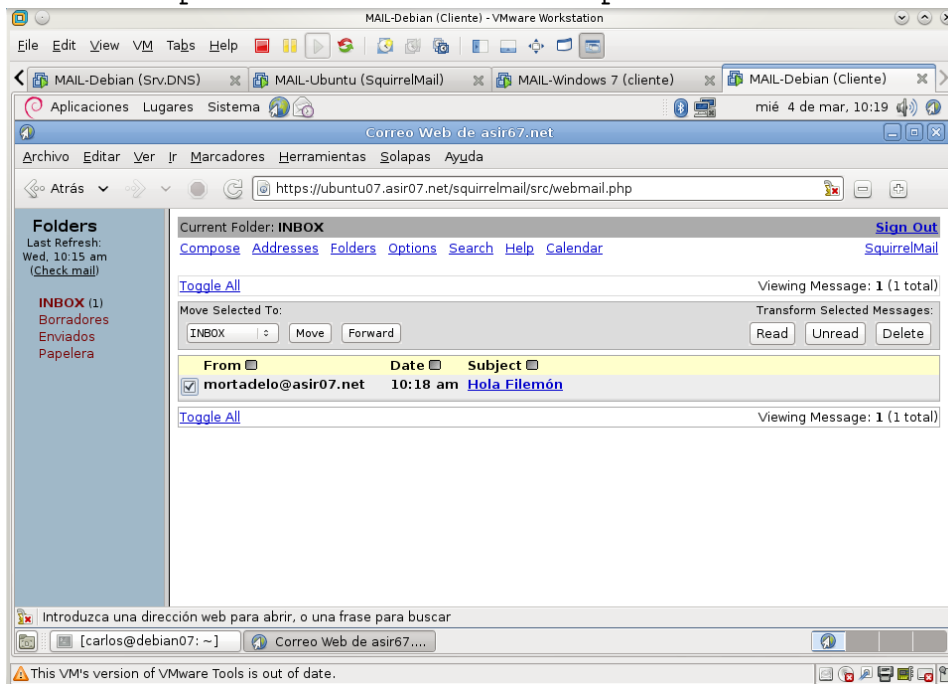 MAIL-Debian (Cliente) - VMware Workstation
File Edit View VM Tabs Help
MAIL-Debian (Srv.DNS) MAIL-Ubuntu (SquirrelMail) MAIL-Windows 7 (cliente) MAIL-Debian (Cliente)
Aplicaciones Lugares Sistema mié 4 de mar, 10:19
Correo Web de asir67.net
Archivo Editar Ver Ir Marcadores Herramientas Solapas Ayuda
Atrás https://ubuntu07.asir07.net/squirrelmail/src/webmail.php
Folders
Last Refresh:
Wed, 10:15 am
(Check mail)
INBOX (1)
Borradores
Enviados
Papelera
Current Folder: INBOX Sign Out
Compose Addresses Folders Options Search Help Calendar SquirrelMail
Toggle All Viewing Message: 1 (1 total)
Move Selected To: Transform Selected Messages:
INBOX Move Forward Read Unread Delete
From Date Subject
mortadelo@asir07.net 10:18 am Hola Filemón
Toggle All Viewing Message: 1 (1 total)
Introduzca una dirección web para abrir, o una frase para buscar
[carlos@debian07: ~] Correo Web de asir67....
This VM's version of VMware Tools is out of date.